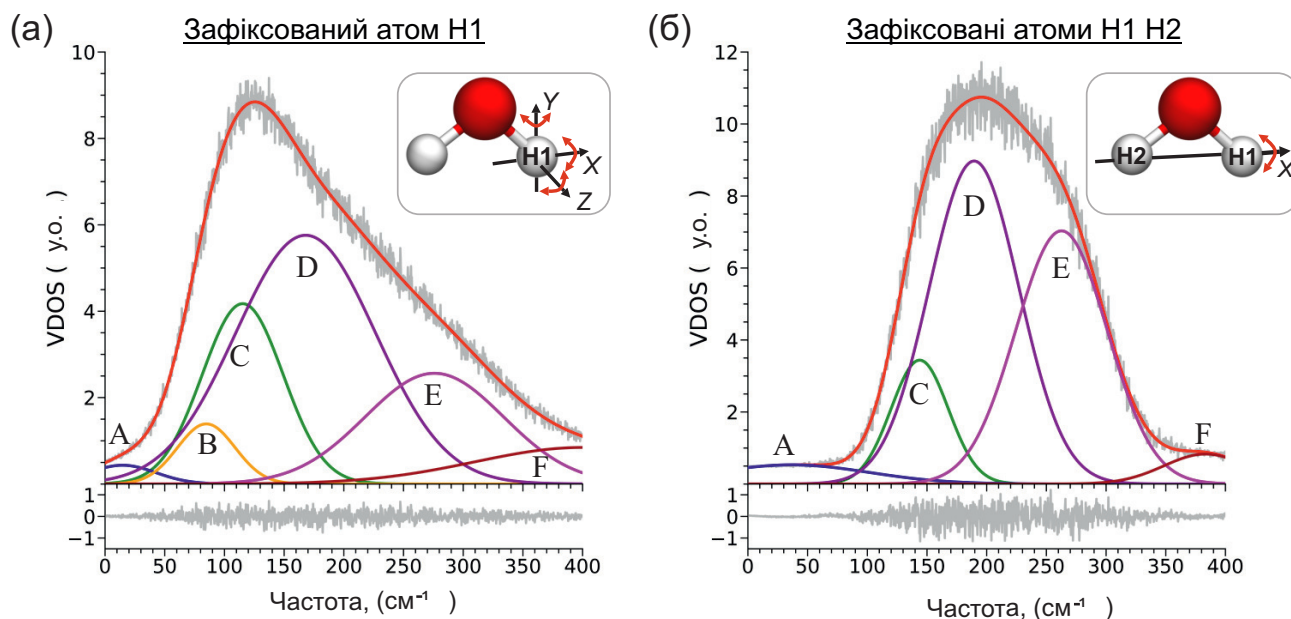 (а) Зафіксований атом H1
10
8
6
4
2
VDOS ( у.о. )
A
B
C
D
E
F
H1
Y
X
Z
1
0
−1
0 50 100 150 200 250 300 350 400
Частота, (см⁻¹ )
(б) Зафіксовані атоми H1 H2
12
10
8
6
4
2
VDOS ( у.о. )
A
C
D
E
F
H2
H1
X
1
0
−1
0 50 100 150 200 250 300 350 400
Частота, (см⁻¹ )